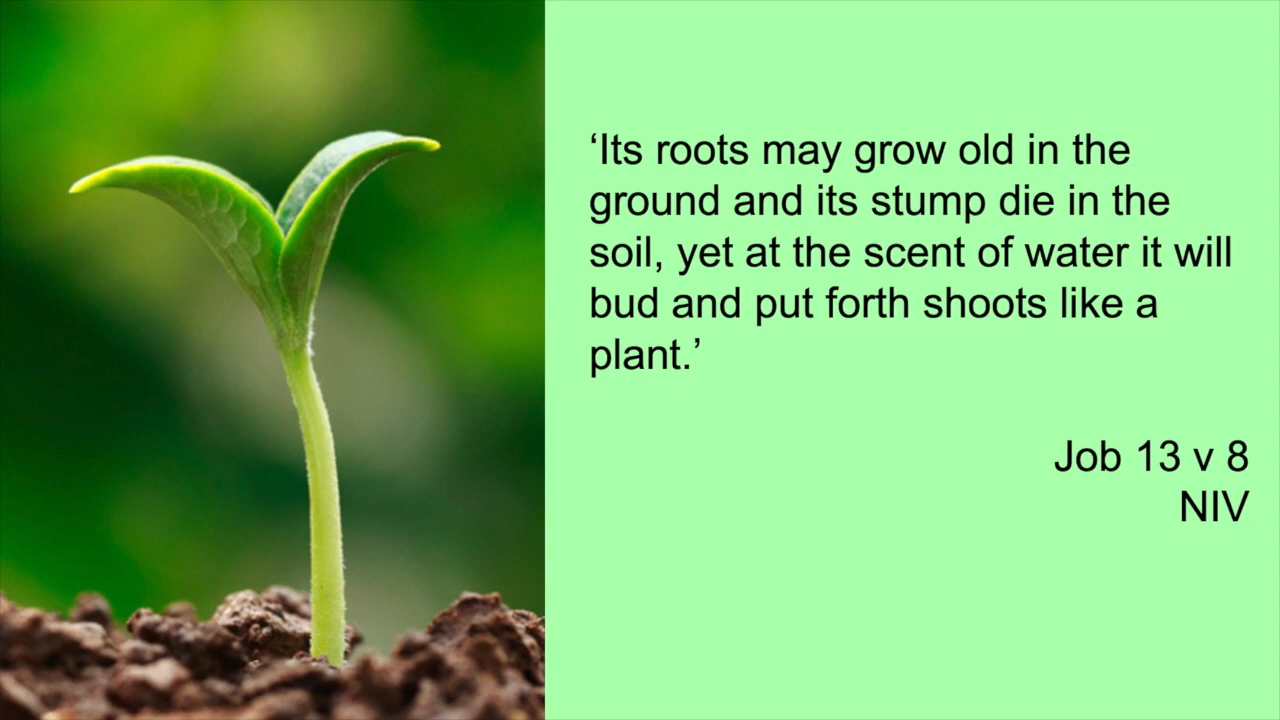 ‘Its roots may grow old in the
ground and its stump die in the
soil, yet at the scent of water it will
bud and put forth shoots like a
plant.’
Job 13 v 8
NIV